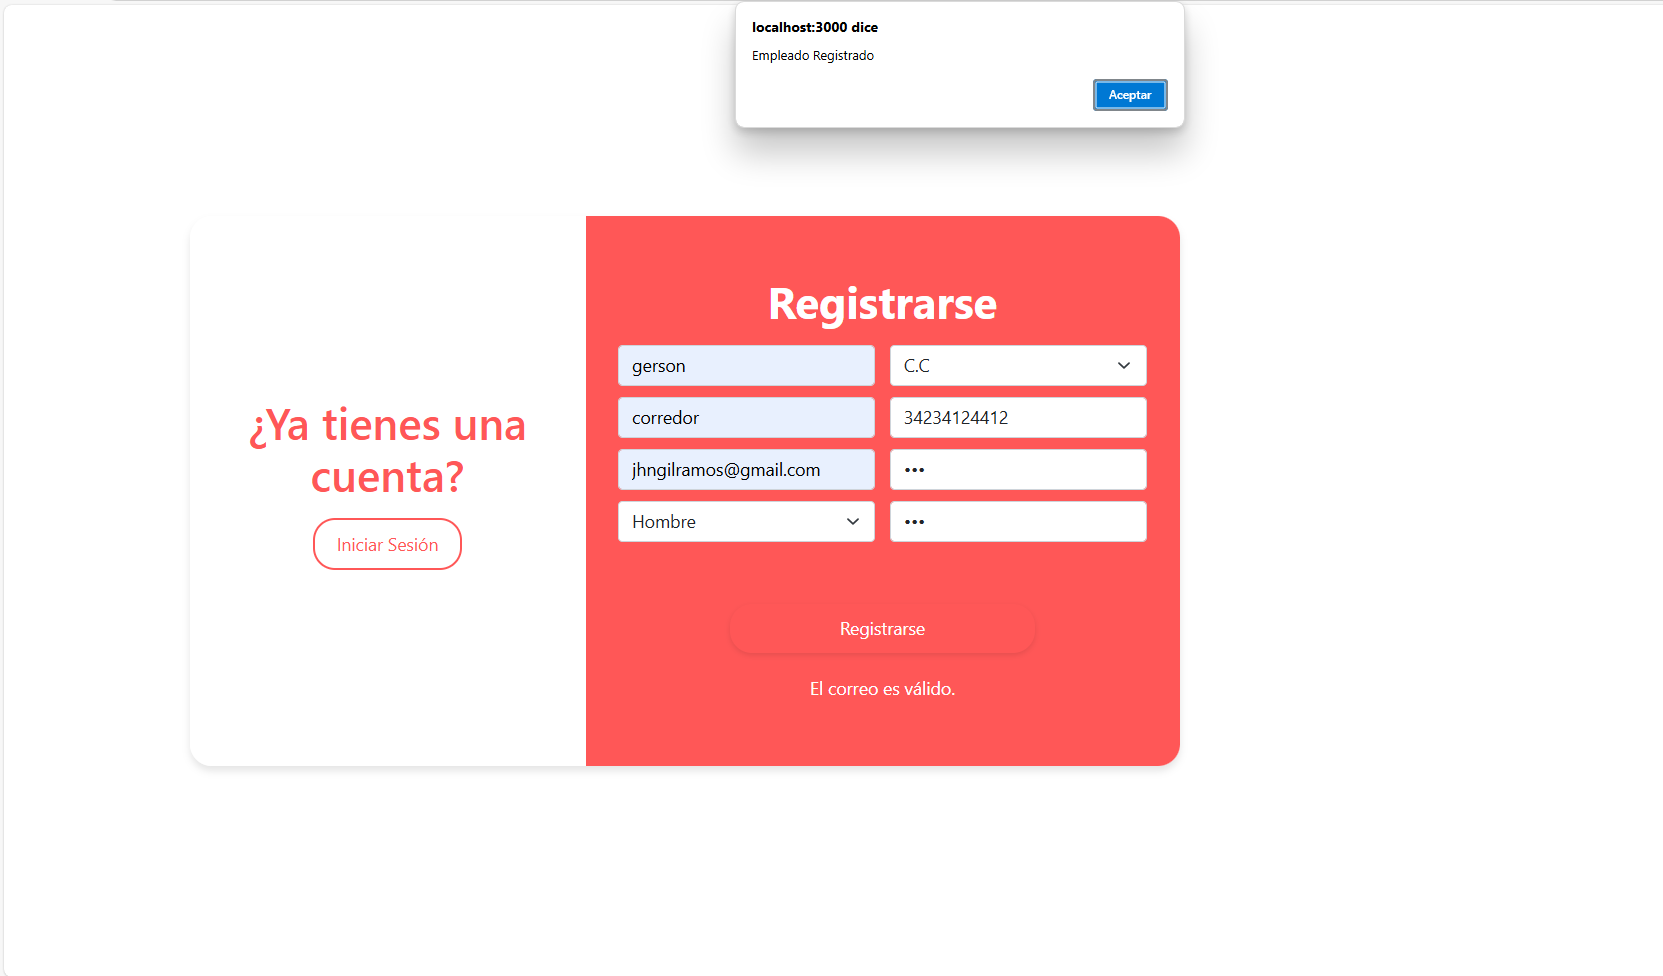 localhost:3000 dice
Empleado Registrado
Aceptar
¿Ya tienes una
cuenta?
Iniciar Sesión
Registrarse
gerson
C.C
corredor
34234124412
jhngilramos@gmail.com
•••
Hombre
•••
Registrarse
El correo es válido.